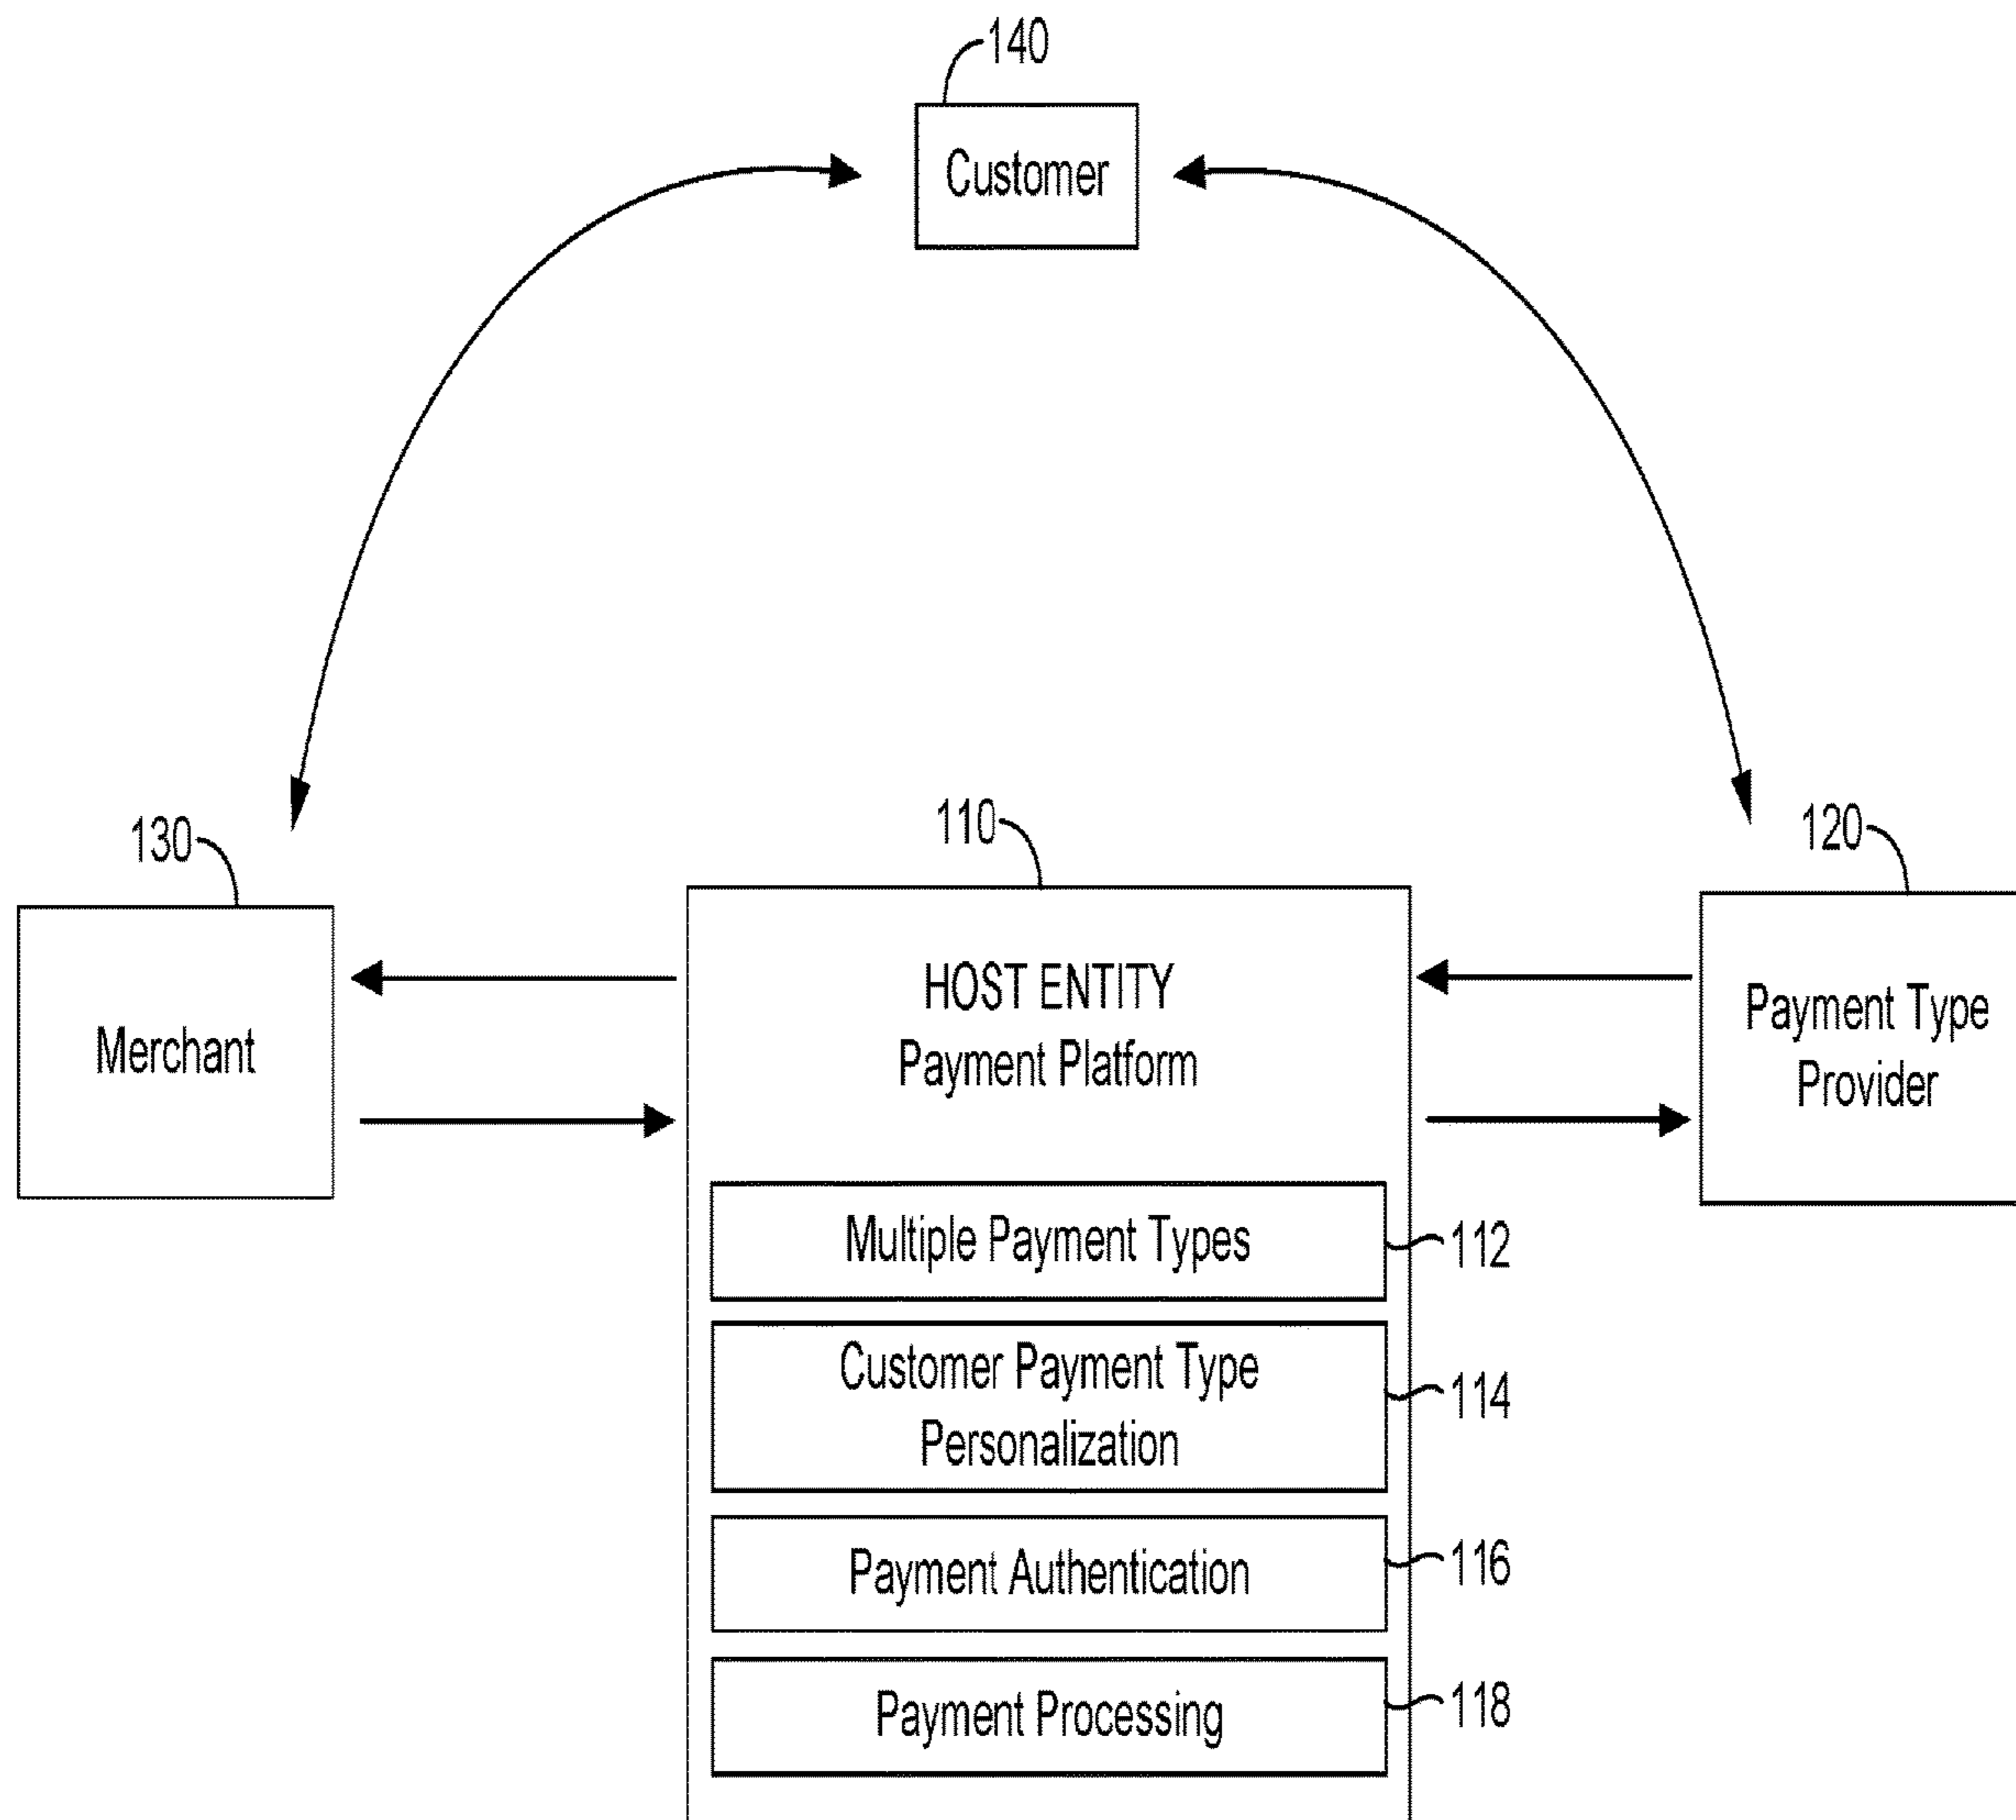 140
Customer
130
110
120
Merchant
HOST ENTITY
Payment Platform
Payment Type
Provider
Multiple Payment Types
112
Customer Payment Type
Personalization
114
Payment Authentication
116
Payment Processing
118